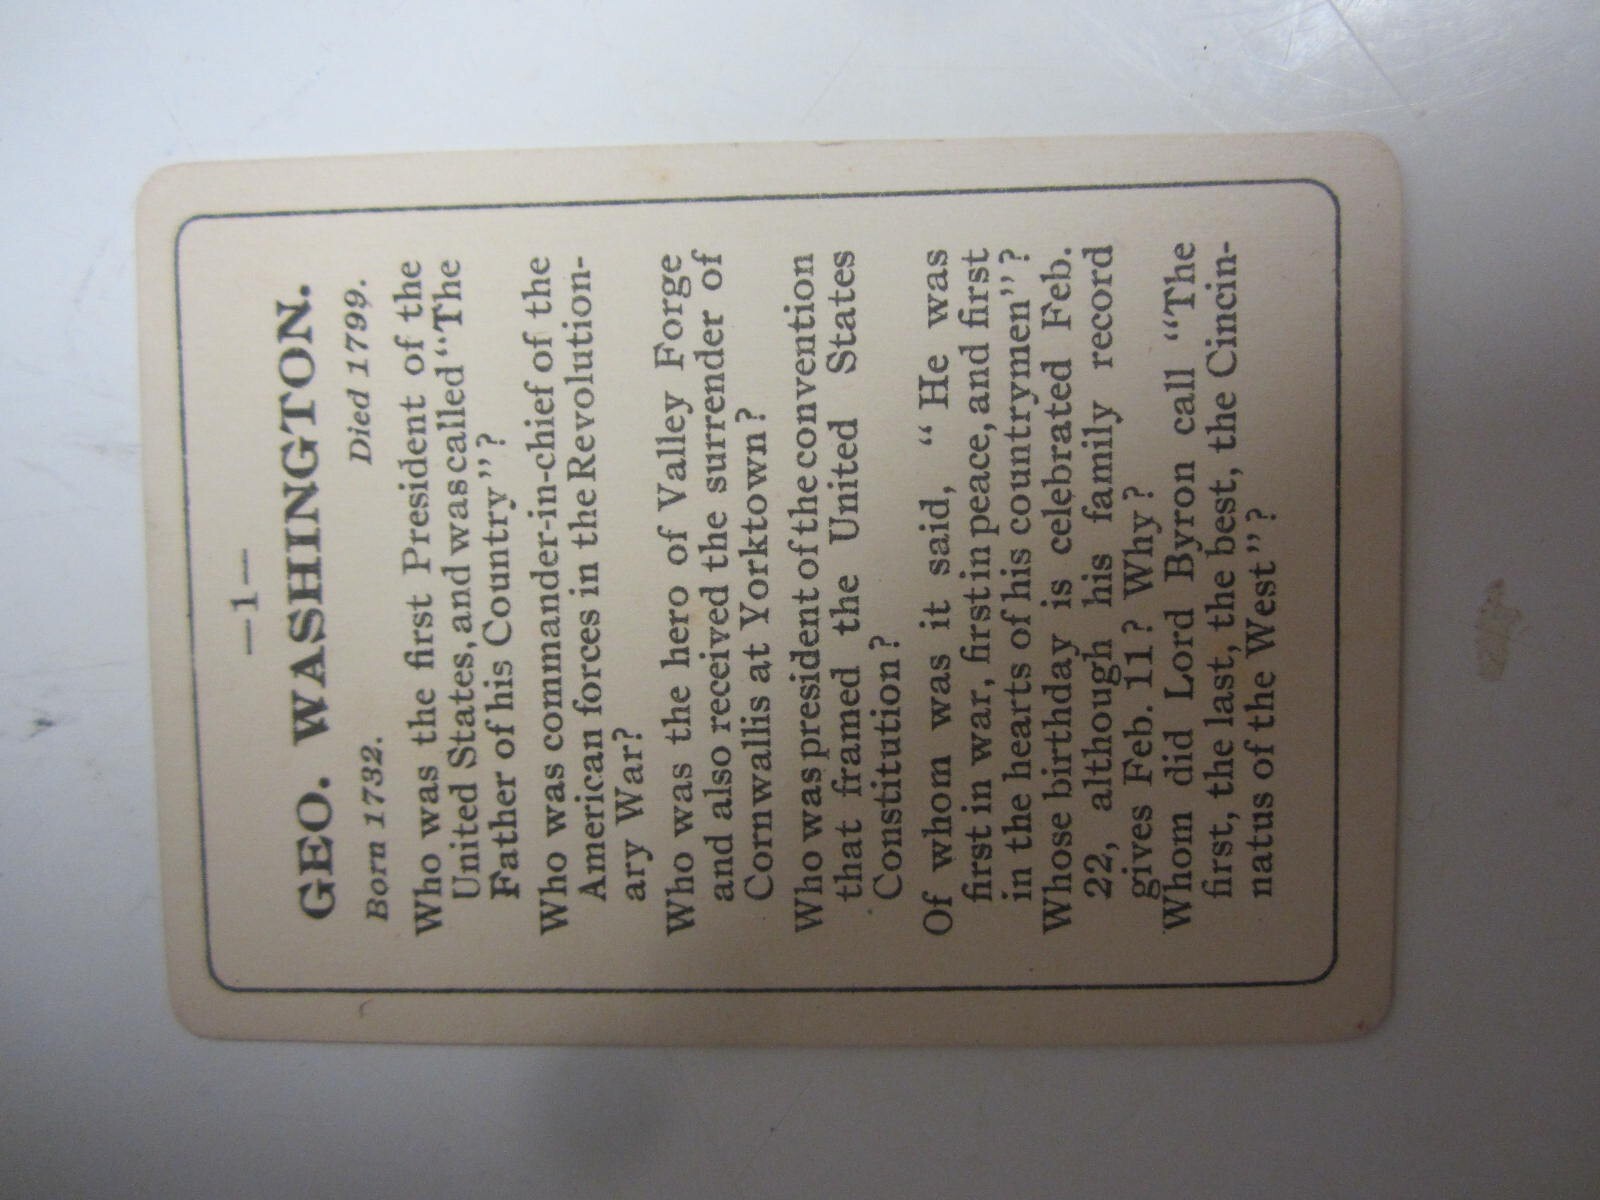 —1—
GEO. WASHINGTON.
Born 1732. Died 1799.
Who was the first President of the
United States, and was called "The
Father of his Country"?
Who was commander-in-chief of the
American forces in the Revolution-
ary War?
Who was the hero of Valley Forge
and also received the surrender of
Cornwallis at Yorktown?
Who was president of the convention
that framed the United States
Constitution?
Of whom was it said, "He was
first in war, first in peace, and first
in the hearts of his countrymen"?
Whose birthday is celebrated Feb.
22, although his family record
gives Feb. 11? Why?
Whom did Lord Byron call "The
first, the last, the best, the Cincin-
natus of the West"?